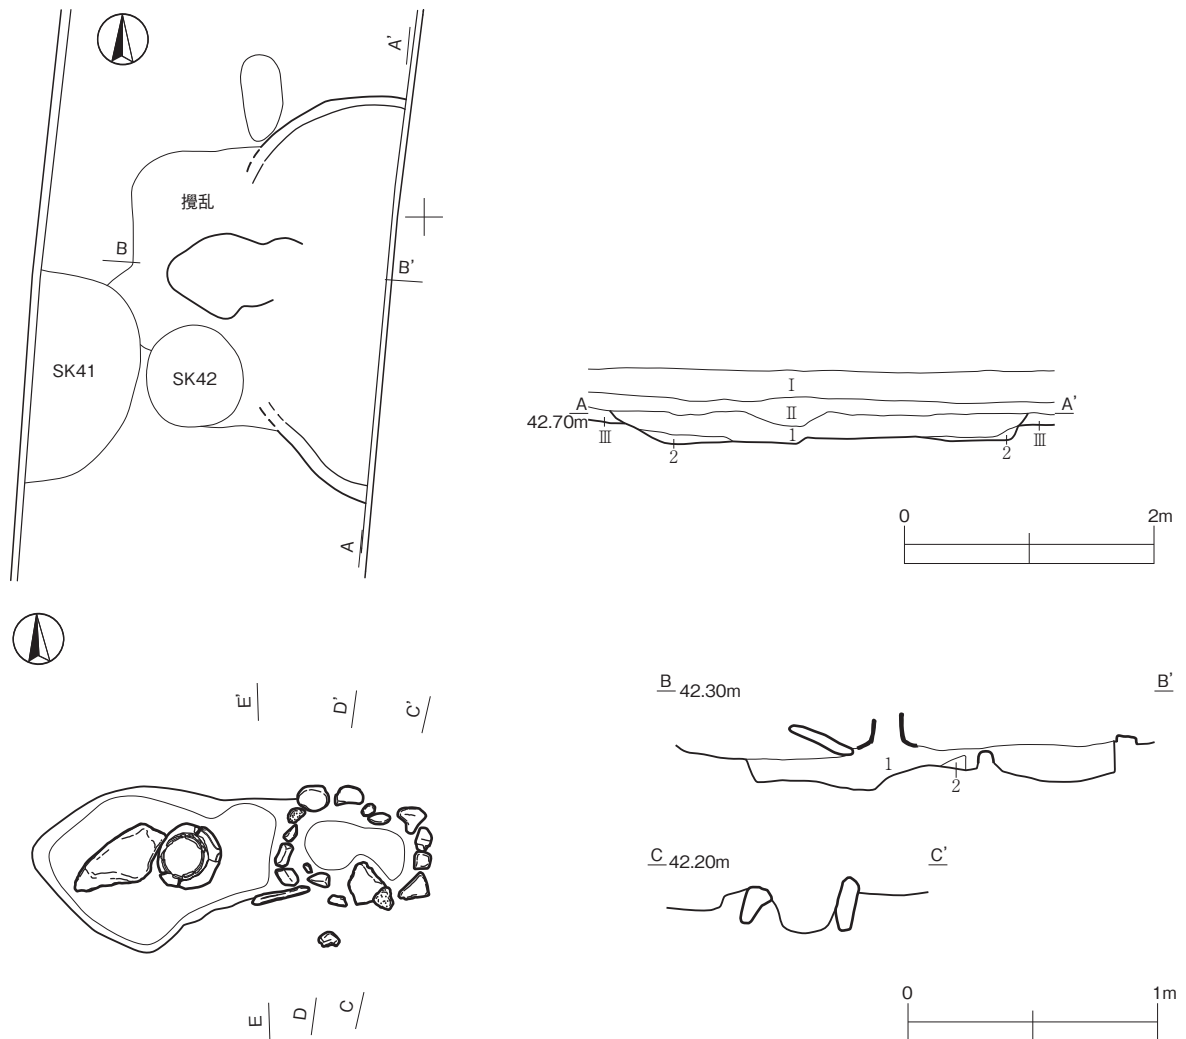 A'
攪乱
B
B'
SK41
SK42
A
I
II
A
A'
42.70m
III
1
III
2
2
0
2m
B
42.30m
B'
1
2
E'
D'
C'
C
42.20m
C'
E
D
C
0
1m